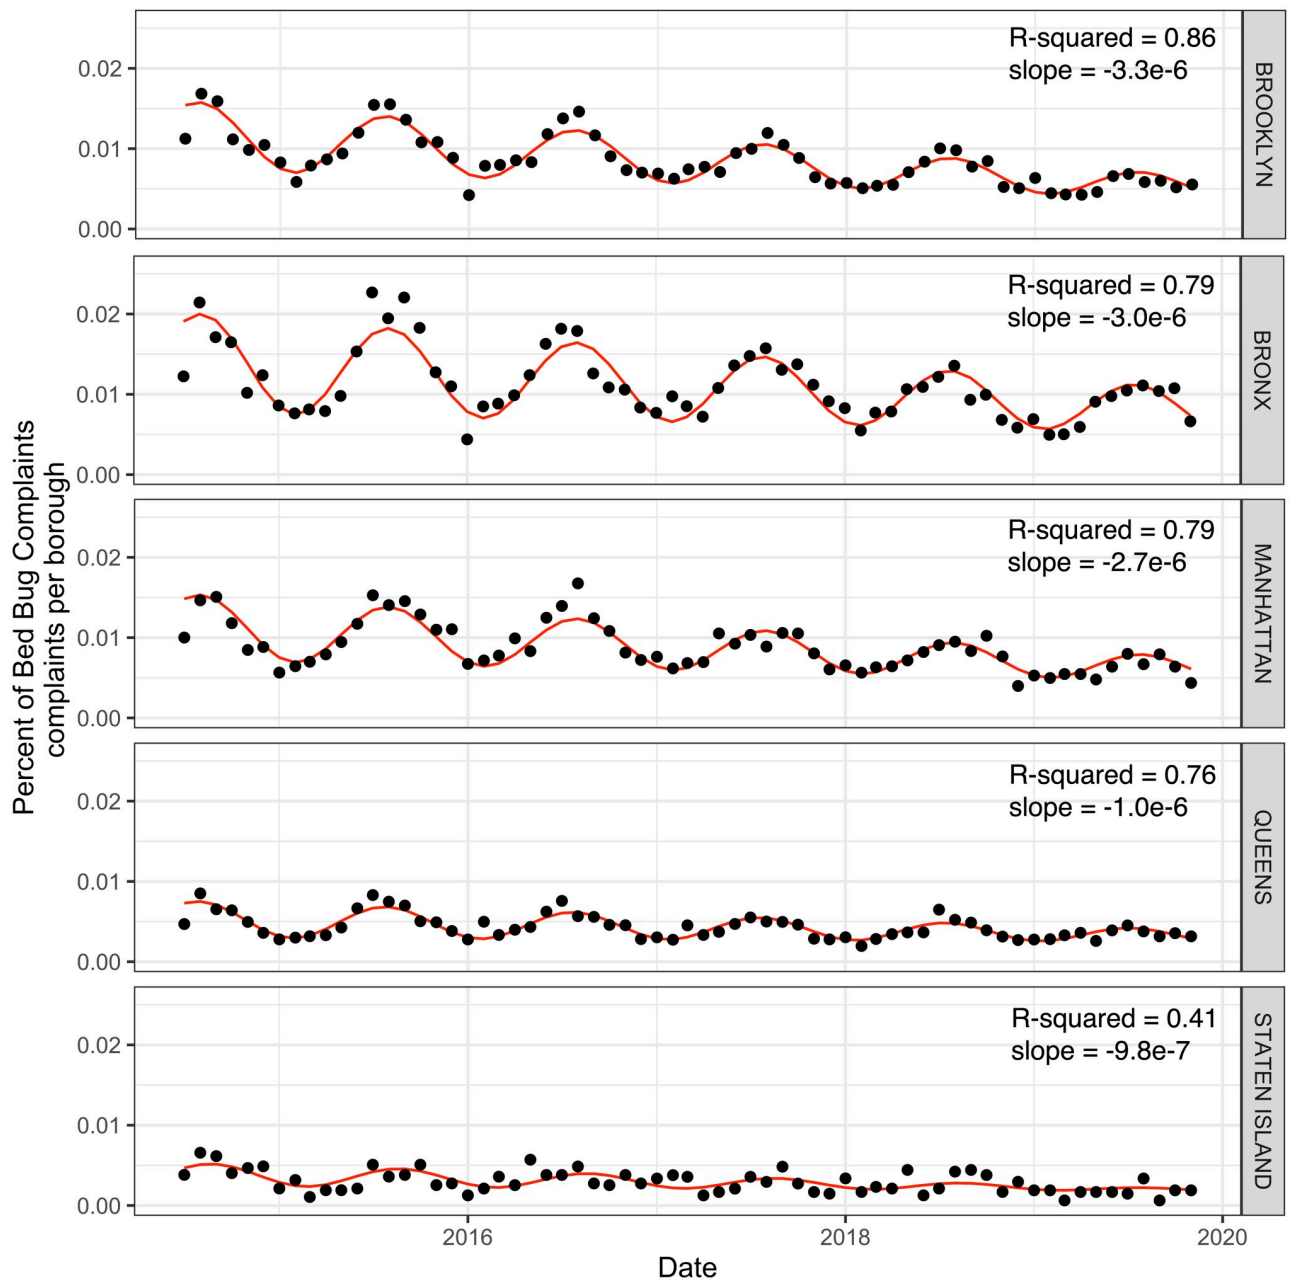 R-squared = 0.86
slope = -3.3e-6
0.02
0.01
0.00
BROOKLYN
R-squared = 0.79
slope = -3.0e-6
0.02
0.01
0.00
BRONX
R-squared = 0.79
slope = -2.7e-6
0.02
0.01
0.00
MANHATTAN
Percent of Bed Bug Complaints
complaints per borough
R-squared = 0.76
slope = -1.0e-6
0.02
0.01
0.00
QUEENS
R-squared = 0.41
slope = -9.8e-7
0.02
0.01
0.00
STATEN ISLAND
2016 2018 2020
Date